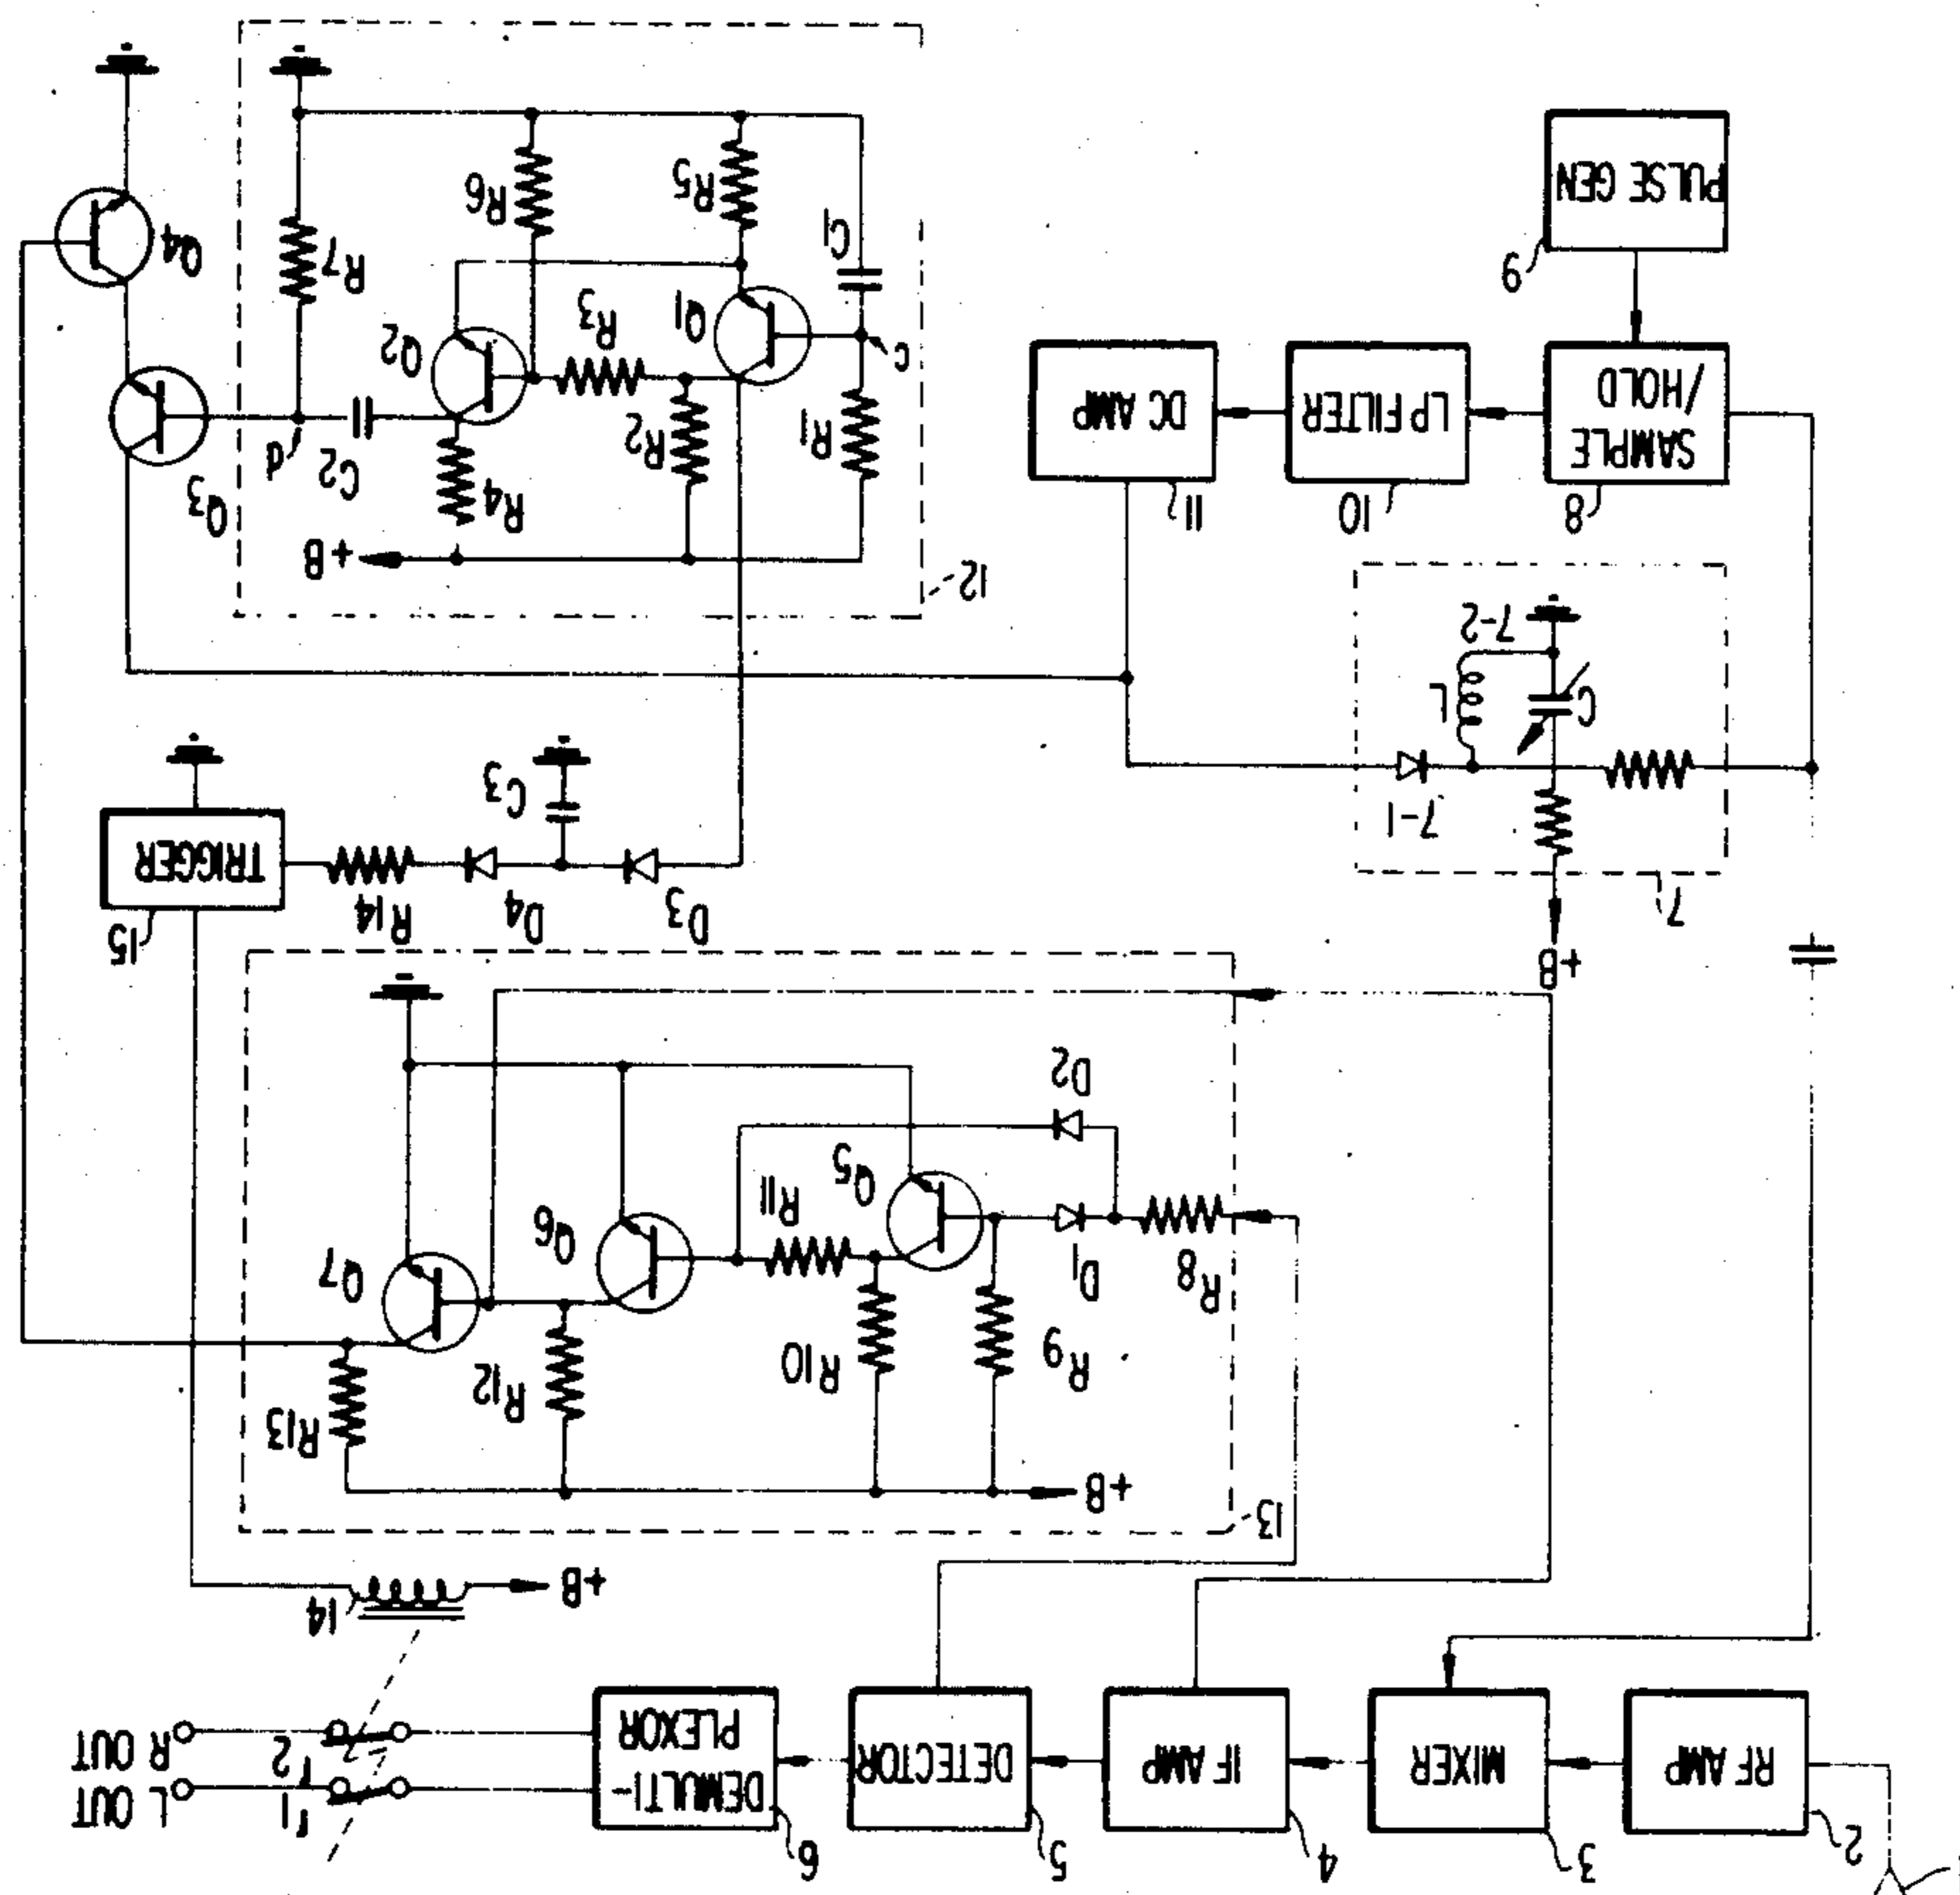 2
3
4
5
6
RF AMP
MIXER
IF AMP
DETECTOR
DEMULTI-
PLEXOR
r1
L OUT
r2
R OUT
14
+B
13
+B
R8
D1
R9
R10
R11
Q5
D2
R12
Q6
R13
Q7
+B
7
7-1
C
L
7-2
15
D3
D4
R14
C3
TRIGGER
8
SAMPLE
/HOLD
10
LP FILTER
11
DC AMP
9
PULSE GEN
12
+B
R1
R2
R3
R4
C2
d
Q3
c
Q1
Q2
C1
R5
R6
R7
Q4